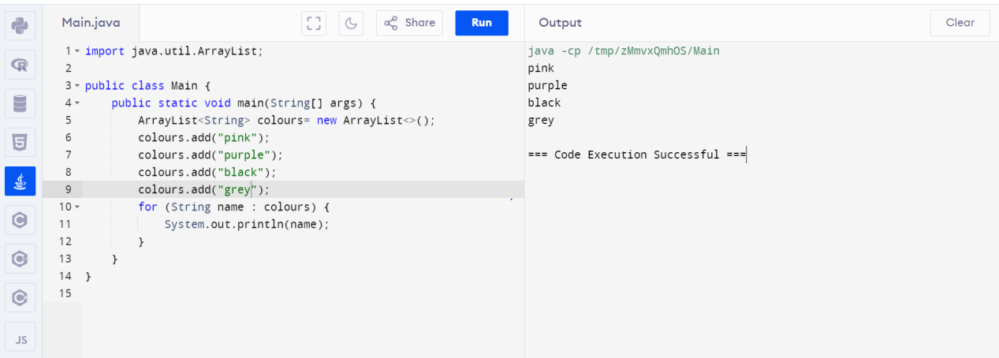 Main.java
Share
Run
Output
Clear
1 import java.util.ArrayList;
2
3 public class Main {
4     public static void main(String[] args) {
5         ArrayList<String> colours= new ArrayList<>();
6         colours.add("pink");
7         colours.add("purple");
8         colours.add("black");
9         colours.add("grey");
10         for (String name : colours) {
11             System.out.println(name);
12         }
13     }
14 }
15
java -cp /tmp/zMmvxQmhOS/Main
pink
purple
black
grey
=== Code Execution Successful ===
R
5
C
C
C
JS